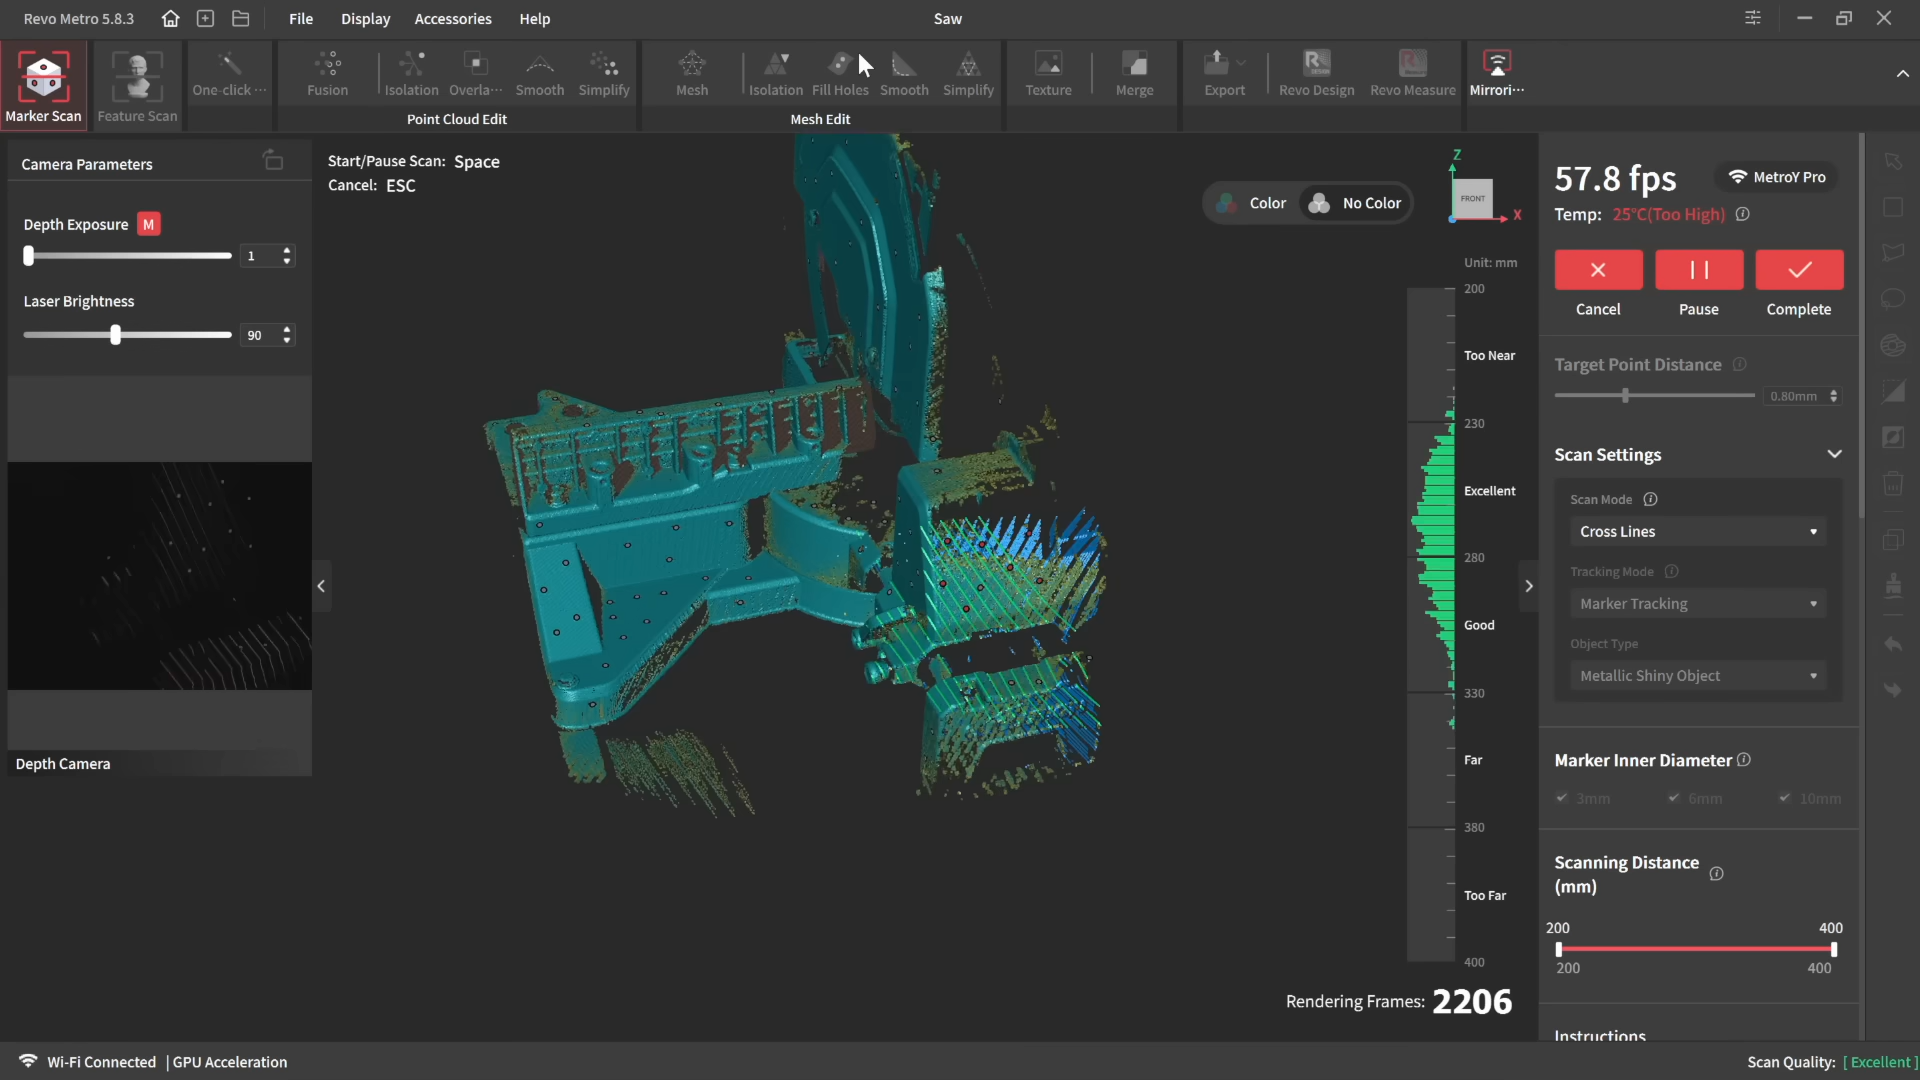 Revo Metro 5.8.3
File
Display
Accessories
Help
Saw
Marker Scan
Feature Scan
One-click ···
Fusion
Isolation
Overla···
Smooth
Simplify
Point Cloud Edit
Mesh
Isolation
Fill Holes
Smooth
Simplify
Mesh Edit
Texture
Merge
Export
Revo Design
Revo Measure
Mirrori···
Camera Parameters
Depth Exposure M
1
Laser Brightness
90
Depth Camera
Start/Pause Scan: Space
Cancel: ESC
Color
No Color
Z
FRONT
X
Unit: mm
200
Too Near
230
Excellent
280
Good
330
Far
380
Too Far
400
Rendering Frames: 2206
57.8 fps
MetroY Pro
Temp: 25°C(Too High)
Cancel
Pause
Complete
Target Point Distance
0.80mm
Scan Settings
Scan Mode
Cross Lines
Tracking Mode
Marker Tracking
Object Type
Metallic Shiny Object
Marker Inner Diameter
3mm
6mm
10mm
Scanning Distance
(mm)
200
400
200
400
Instructions
Wi-Fi Connected | GPU Acceleration
Scan Quality: [ Excellent ]